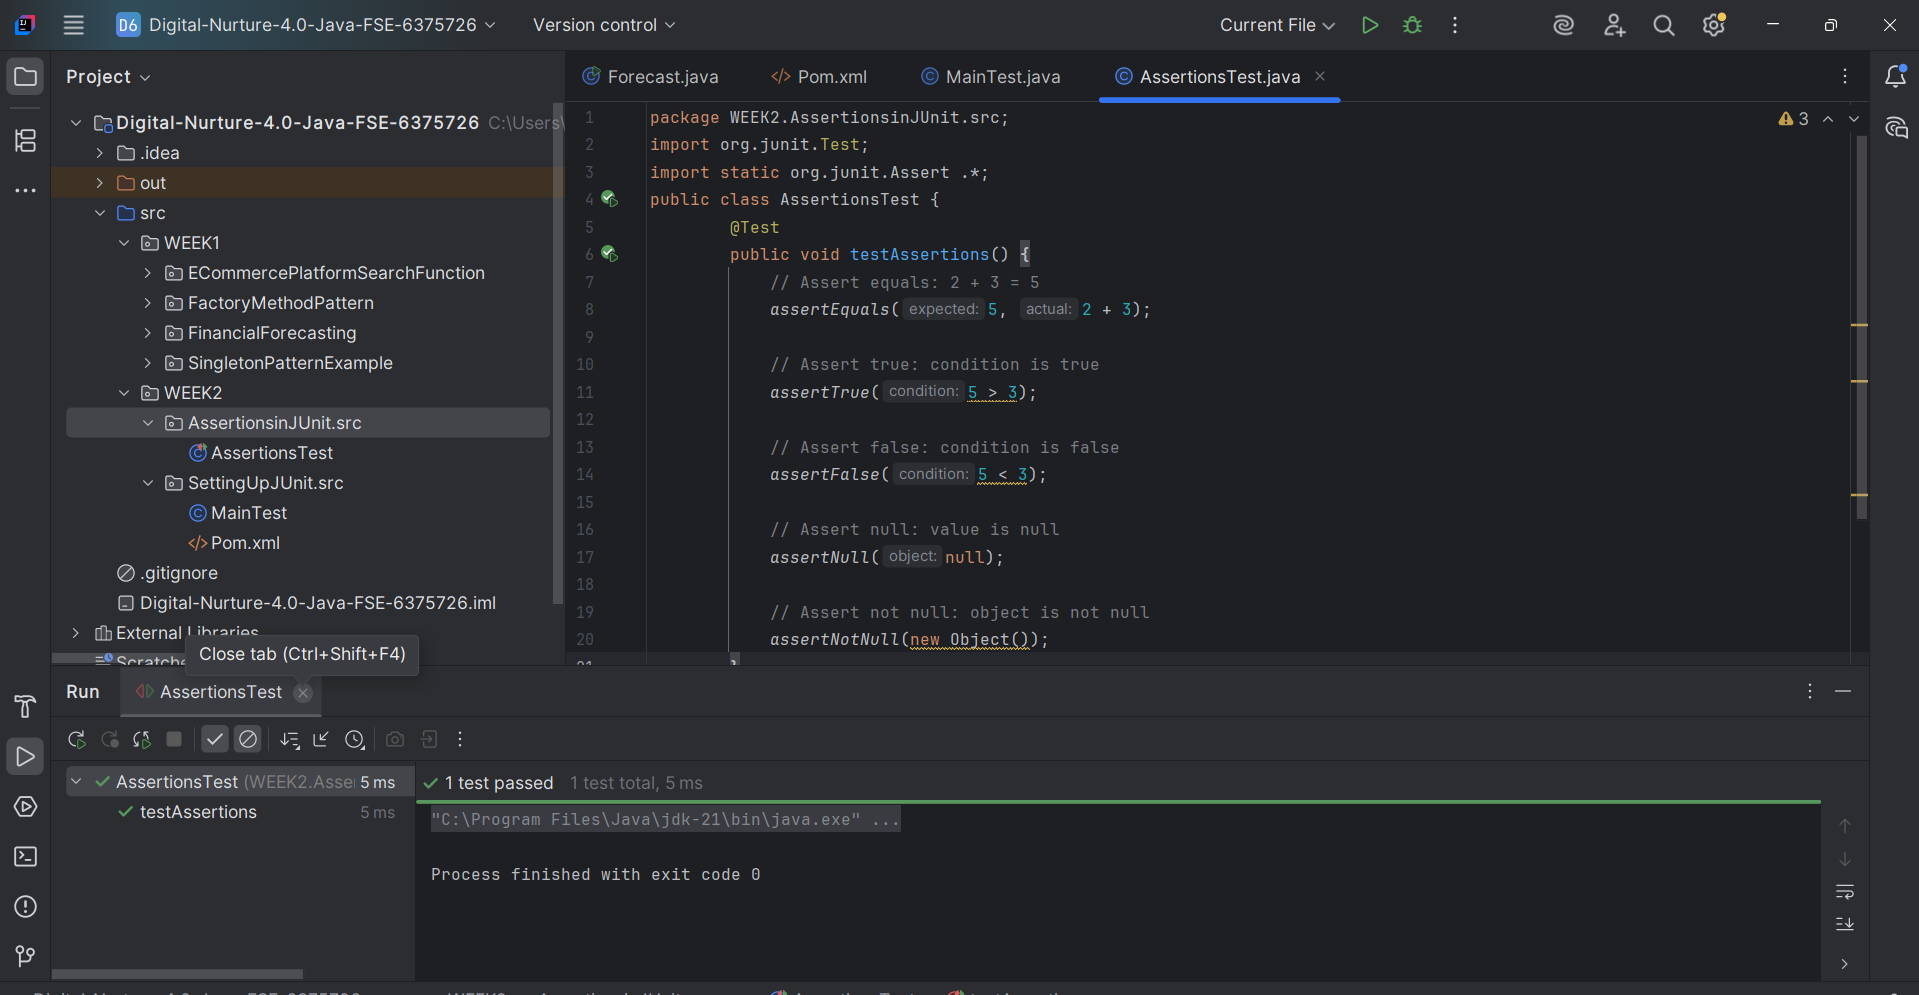 D6 Digital-Nurture-4.0-Java-FSE-6375726 Version control Current File
Project
Forecast.java Pom.xml MainTest.java AssertionsTest.java
Digital-Nurture-4.0-Java-FSE-6375726 C:\Users\
.idea
out
src
WEEK1
ECommercePlatformSearchFunction
FactoryMethodPattern
FinancialForecasting
SingletonPatternExample
WEEK2
AssertionsinJUnit.src
AssertionsTest
SettingUpJUnit.src
MainTest
Pom.xml
.gitignore
Digital-Nurture-4.0-Java-FSE-6375726.iml
External Libraries
Scratche
Close tab (Ctrl+Shift+F4)
3
1 package WEEK2.AssertionsinJUnit.src;
2 import org.junit.Test;
3 import static org.junit.Assert .*;
4 public class AssertionsTest {
5 @Test
6 public void testAssertions() {
7 // Assert equals: 2 + 3 = 5
8 assertEquals( expected: 5, actual: 2 + 3);
9
10 // Assert true: condition is true
11 assertTrue( condition: 5 > 3);
12
13 // Assert false: condition is false
14 assertFalse( condition: 5 < 3);
15
16 // Assert null: value is null
17 assertNull( object: null);
18
19 // Assert not null: object is not null
20 assertNotNull(new Object());
21 }
Run AssertionsTest
AssertionsTest (WEEK2.Asse 5 ms
testAssertions 5 ms
1 test passed 1 test total, 5 ms
"C:\Program Files\Java\jdk-21\bin\java.exe" ...
Process finished with exit code 0